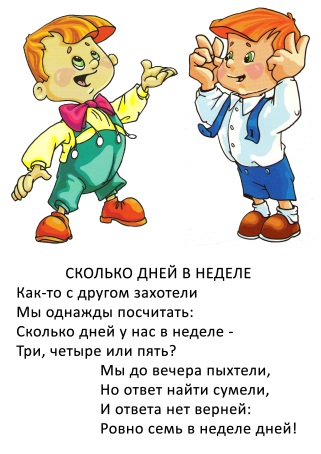 СКОЛЬКО ДНЕЙ В НЕДЕЛЕ
Как-то с другом захотели
Мы однажды посчитать:
Сколько дней у нас в неделе -
Три, четыре или пять?
Мы до вечера пыхтели,
Но ответ найти сумели,
И ответа нет верней:
Ровно семь в неделе дней!